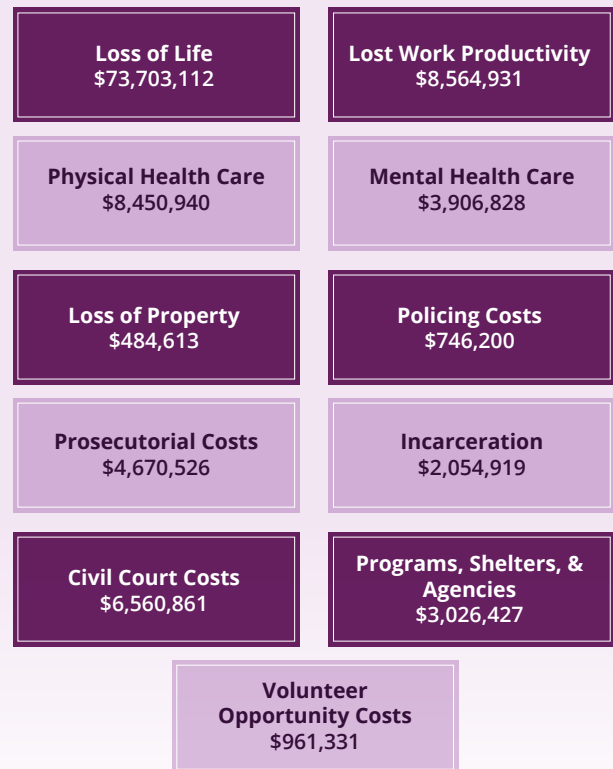 Loss of Life
$73,703,112
Lost Work Productivity
$8,564,931
Physical Health Care
$8,450,940
Mental Health Care
$3,906,828
Loss of Property
$484,613
Policing Costs
$746,200
Prosecutorial Costs
$4,670,526
Incarceration
$2,054,919
Civil Court Costs
$6,560,861
Programs, Shelters, &
Agencies
$3,026,427
Volunteer
Opportunity Costs
$961,331